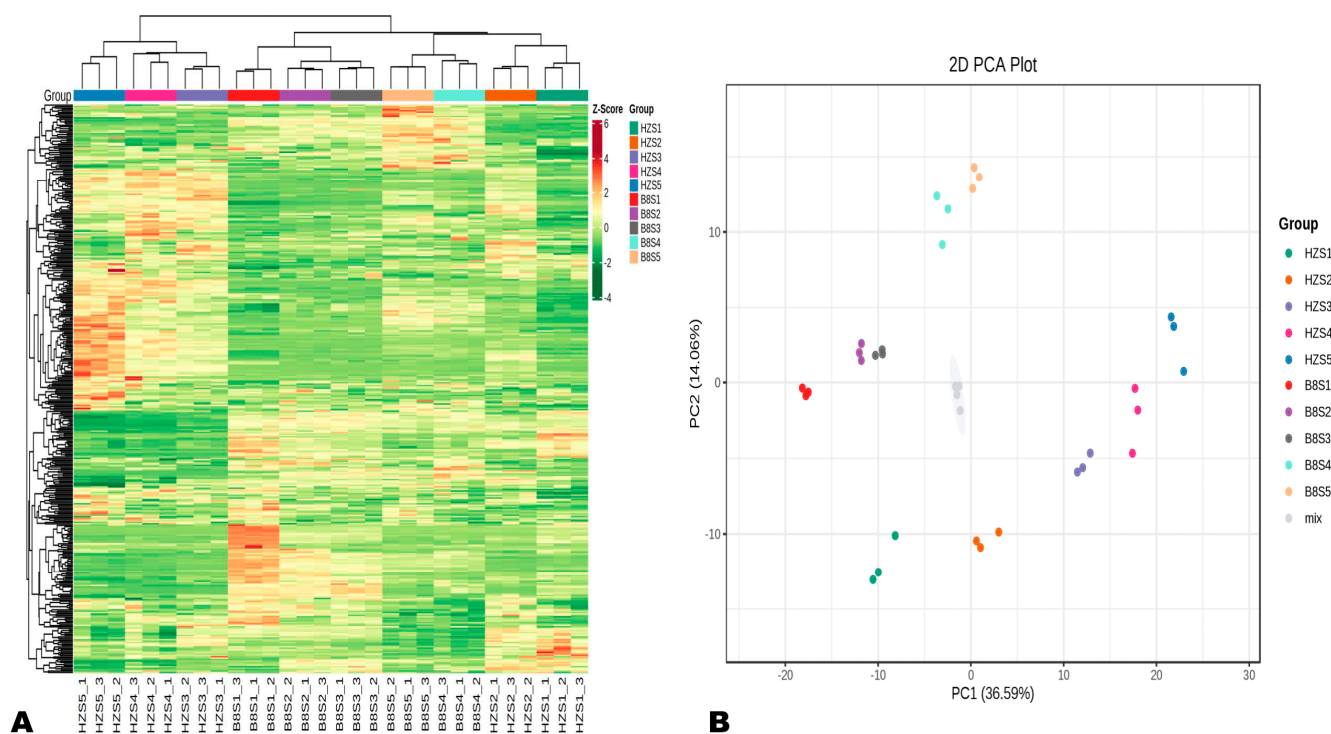 Group
Z-Score
6
4
2
0
-2
-4
Group
HZS1
HZS2
HZS3
HZS4
HZS5
B8S1
B8S2
B8S3
B8S4
B8S5
HZS5_1
HZS5_3
HZS5_2
HZS4_3
HZS4_2
HZS4_1
HZS3_2
HZS3_3
HZS3_1
B8S1_3
B8S1_1
B8S1_2
B8S2_2
B8S2_1
B8S2_3
B8S3_1
B8S3_3
B8S3_2
B8S5_1
B8S5_2
B8S5_3
B8S4_3
B8S4_1
B8S4_2
HZS2_1
HZS2_3
HZS2_2
HZS1_2
HZS1_1
HZS1_3
A
2D PCA Plot
PC2 (14.06%)
10
0
-10
-20
-10
0
10
20
30
PC1 (36.59%)
Group
HZS1
HZS2
HZS3
HZS4
HZS5
B8S1
B8S2
B8S3
B8S4
B8S5
mix
B